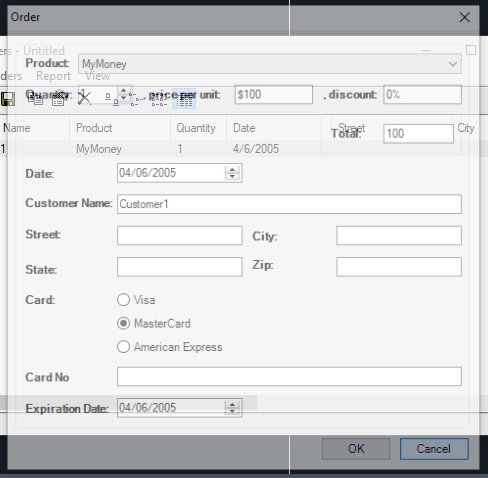 Order
ers - Untitled
Product: MyMoney
ders Report View
Quantity: 1 , price per unit: $100 , discount: 0%
Name Product Quantity Date Street City
Total: 100
1 MyMoney 1 4/6/2005
Date: 04/06/2005
Customer Name: Customer1
Street: City:
State: Zip:
Card: Visa
MasterCard
American Express
Card No
Expiration Date: 04/06/2005
OK Cancel